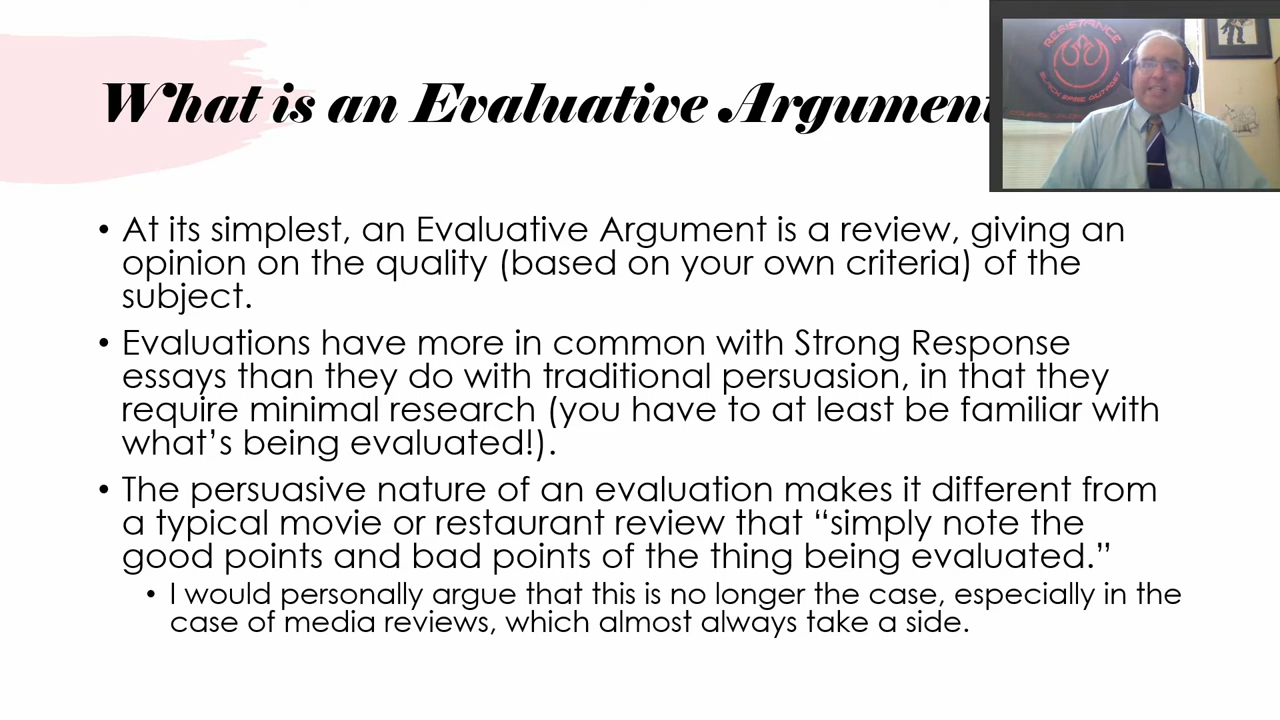 What is an Evaluative Argument
RESISTANCE
BLACK SPIRE OUTPOST
• At its simplest, an Evaluative Argument is a review, giving an
opinion on the quality (based on your own criteria) of the
subject.
• Evaluations have more in common with Strong Response
essays than they do with traditional persuasion, in that they
require minimal research (you have to at least be familiar with
what’s being evaluated!).
• The persuasive nature of an evaluation makes it different from
a typical movie or restaurant review that “simply note the
good points and bad points of the thing being evaluated.”
• I would personally argue that this is no longer the case, especially in the
case of media reviews, which almost always take a side.